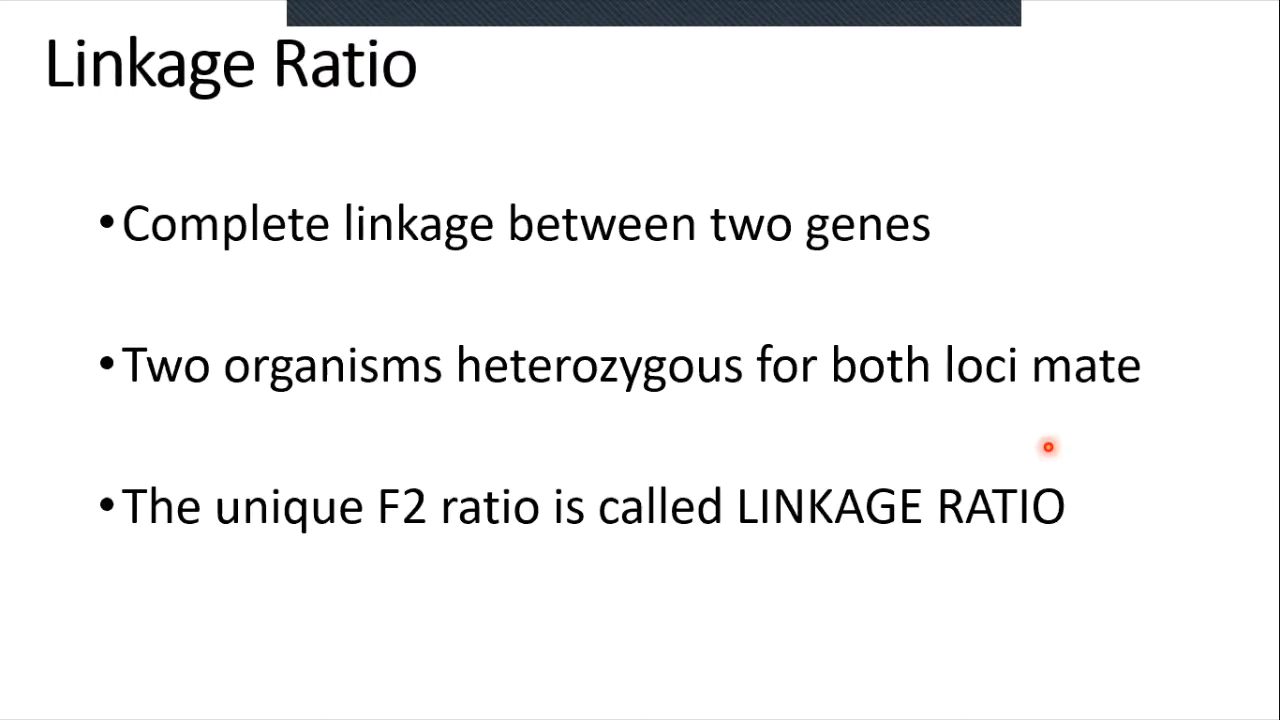 Linkage Ratio
• Complete linkage between two genes
• Two organisms heterozygous for both loci mate
• The unique F2 ratio is called LINKAGE RATIO